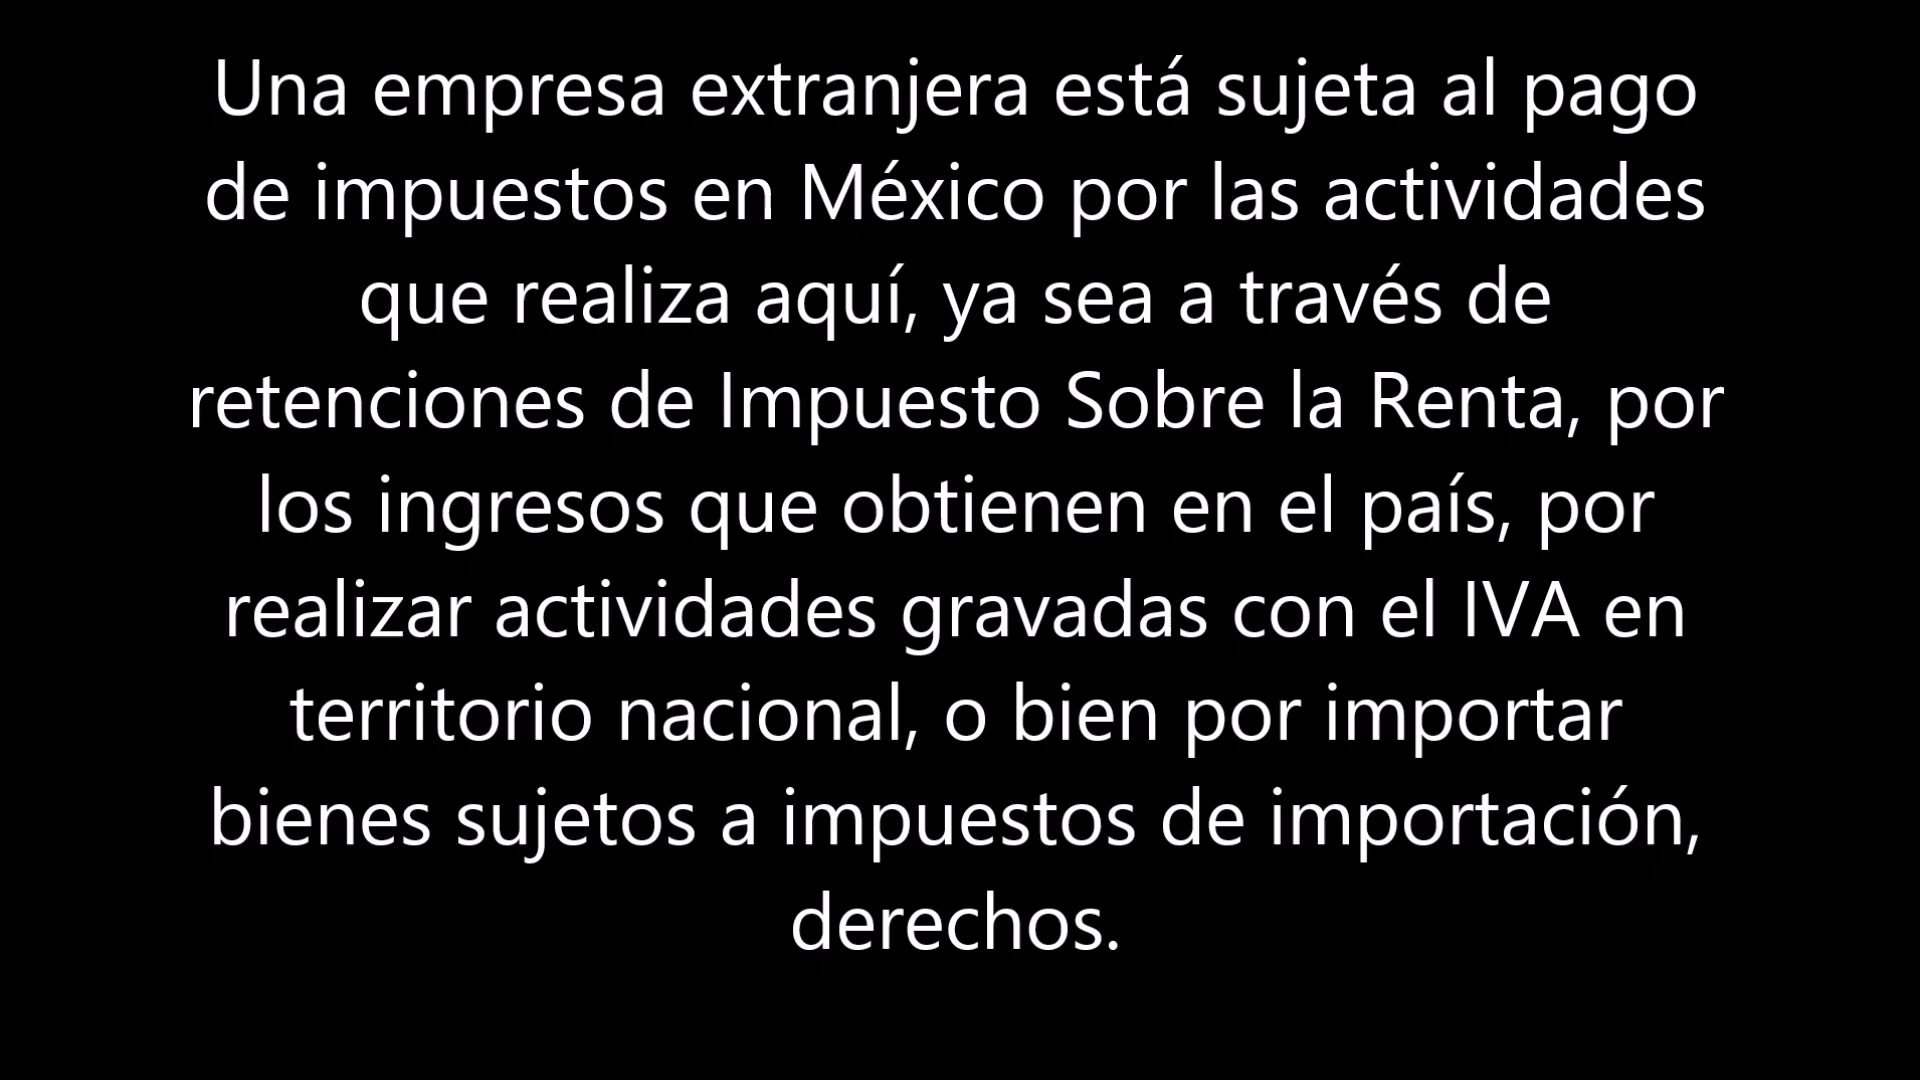 Una empresa extranjera está sujeta al pago
de impuestos en México por las actividades
que realiza aquí, ya sea a través de
retenciones de Impuesto Sobre la Renta, por
los ingresos que obtienen en el país, por
realizar actividades gravadas con el IVA en
territorio nacional, o bien por importar
bienes sujetos a impuestos de importación,
derechos.